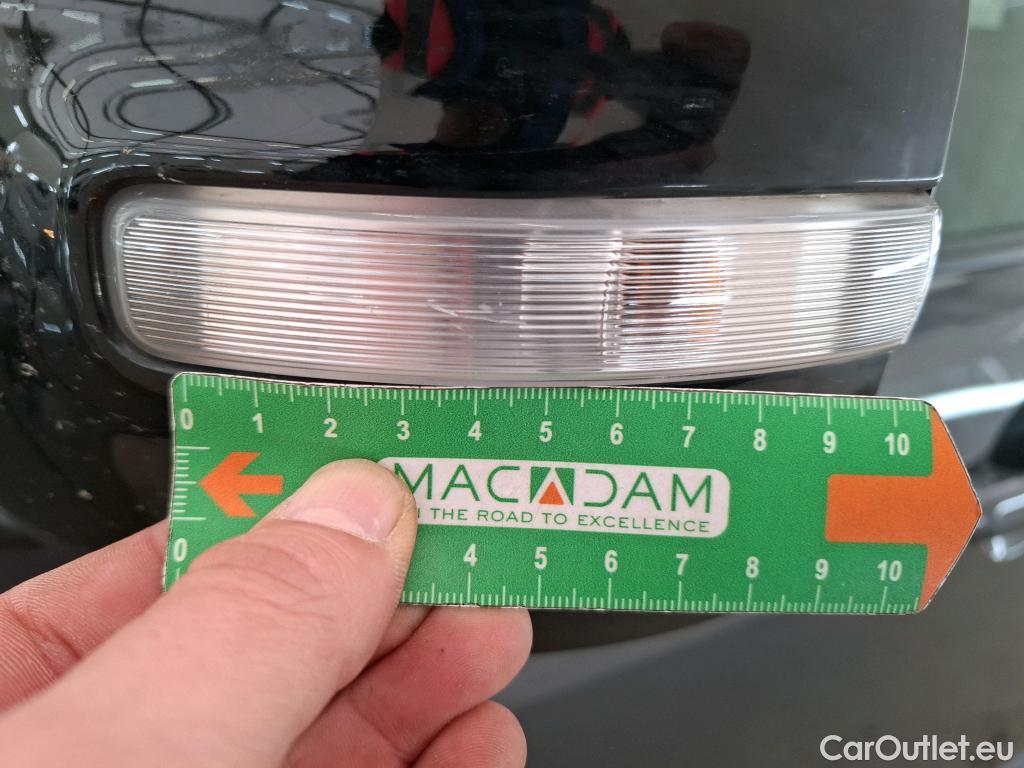 0 1 2 3 4 5 6 7 8 9 10
MACADAM
THE ROAD TO EXCELLENCE
0 4 5 6 7 8 9 10
CarOutlet.eu